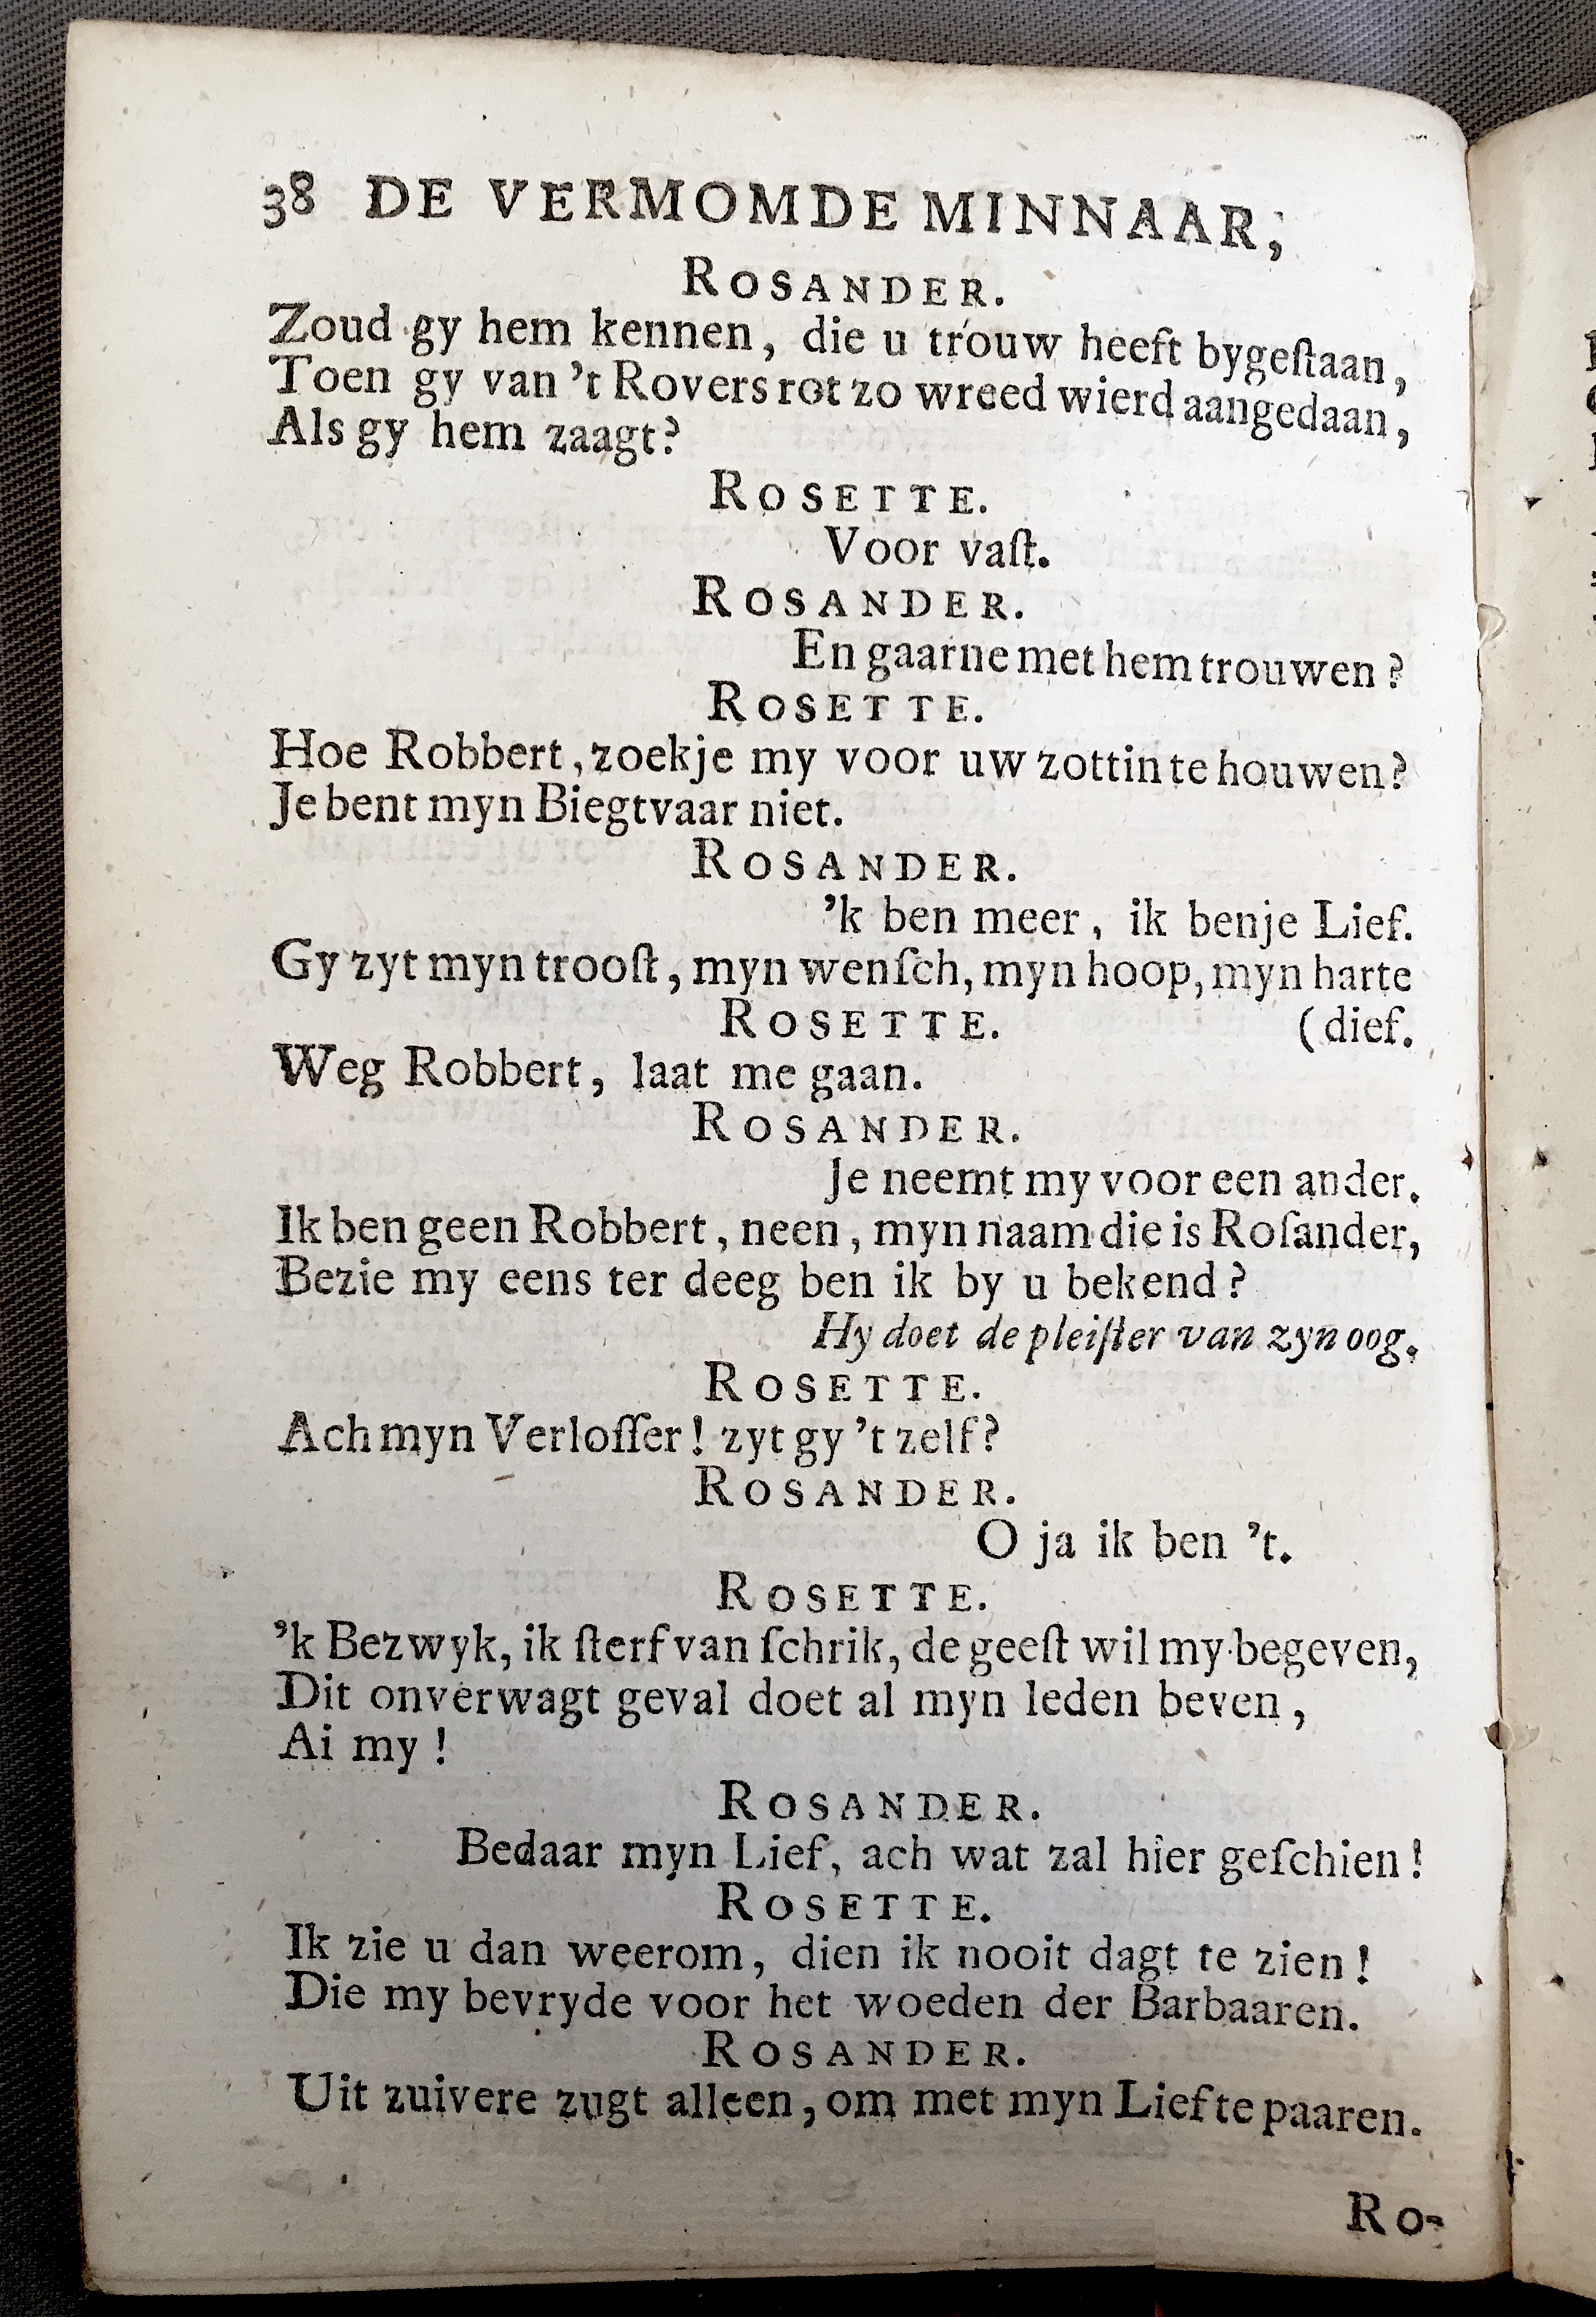 38 DE VERMOMDE MINNAAR,
ROSANDER.
Zoud gy hem kennen, die u trouw heeft bygeſtaan,
Toen gy van 't Rovers rot zo wreed wierd aangedaan,
Als gy hem zaagt?
ROSETTE.
Voor vaſt.
ROSANDER.
En gaarne met hem trouwen?
ROSETTE.
Hoe Robbert, zoekje my voor uw zottin te houwen?
Je bent myn Biegtvaar niet.
ROSANDER.
'k ben meer, ik benje Lief.
Gy zyt myn trooſt, myn wenſch, myn hoop, myn harte
ROSETTE. (dief.
Weg Robbert, laat me gaan.
ROSANDER.
Je neemt my voor een ander.
Ik ben geen Robbert, neen, myn naam die is Roſander,
Bezie my eens ter deeg ben ik by u bekend?
Hy doet de pleiſter van zyn oog.
ROSETTE.
Ach myn Verloſſer! zyt gy 't zelf?
ROSANDER.
O ja ik ben 't.
ROSETTE.
'k Bezwyk, ik ſterf van ſchrik, de geeſt wil my begeven,
Dit onverwagt geval doet al myn leden beven,
Ai my!
ROSANDER.
Bedaar myn Lief, ach wat zal hier geſchien!
ROSETTE.
Ik zie u dan weerom, dien ik nooit dagt te zien!
Die my bevryde voor het woeden der Barbaaren.
ROSANDER.
Uit zuivere zugt alleen, om met myn Lief te paaren.
Ro-